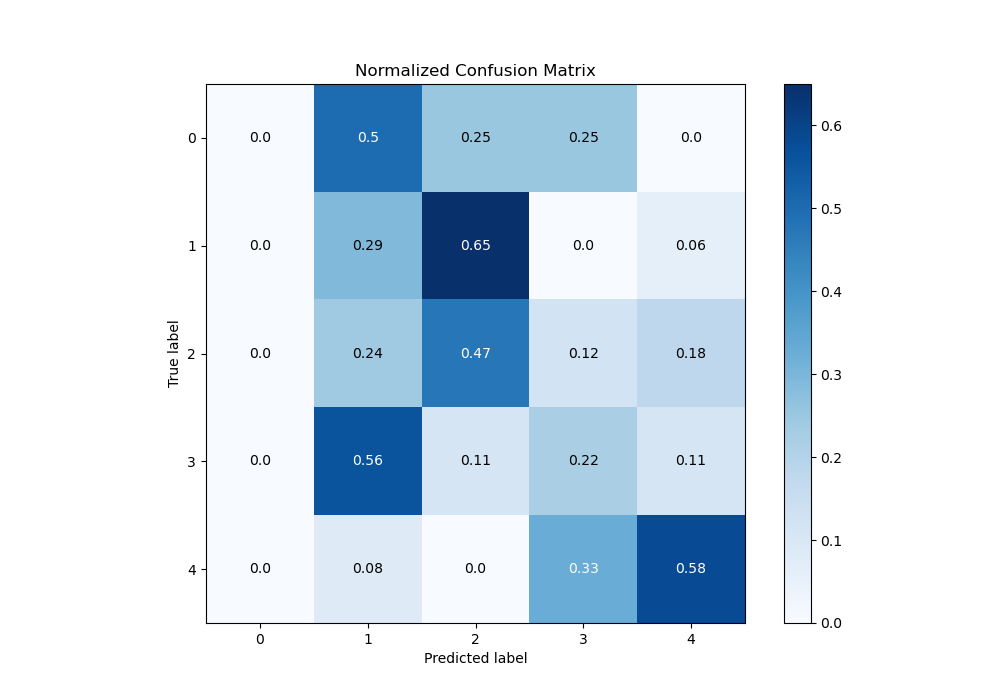 Normalized Confusion Matrix
0 0.0 0.5 0.25 0.25 0.0 0.6
0.5
1 0.0 0.29 0.65 0.0 0.06
0.4
True label
2 0.0 0.24 0.47 0.12 0.18
0.3
3 0.0 0.56 0.11 0.22 0.11
0.2
0.1
4 0.0 0.08 0.0 0.33 0.58
0.0
0 1 2 3 4
Predicted label